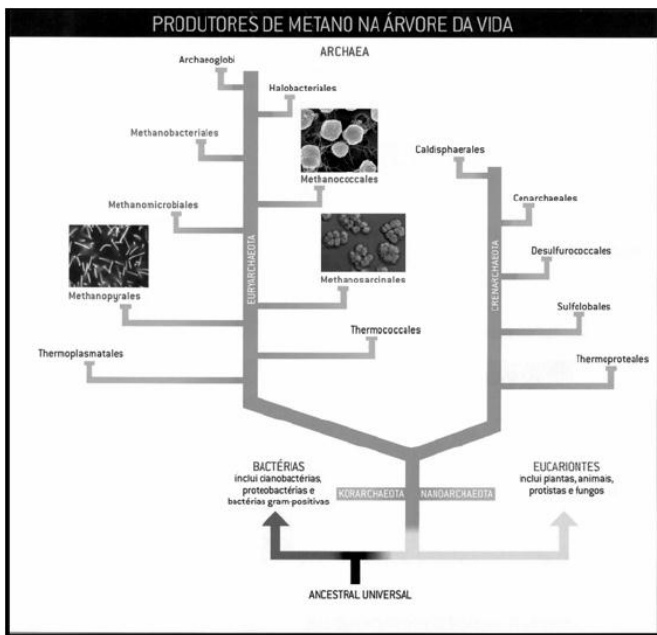 PRODUTORES DE METANO NA ÁRVORE DA VIDA
ARCHAEA
Archaeoglobi
Halobacteriales
Methanobacteriales
Methanococcales
Caldisphaerales
Cenarchaeales
Methanomicrobiales
Desulfurococcales
EURYARCHAEOTA
CRENARCHAEOTA
Methanopyrales
Methanosarcinales
Sulfolobales
Thermococcales
Thermoplasmatales
Thermoproteales
BACTÉRIAS
inclui cianobactérias,
proteobactérias e
bactérias gram-positivas
KORARCHAEOTA
NANOARCHAEOTA
EUCARIONTES
inclui plantas, animais,
protistas e fungos
ANCESTRAL UNIVERSAL